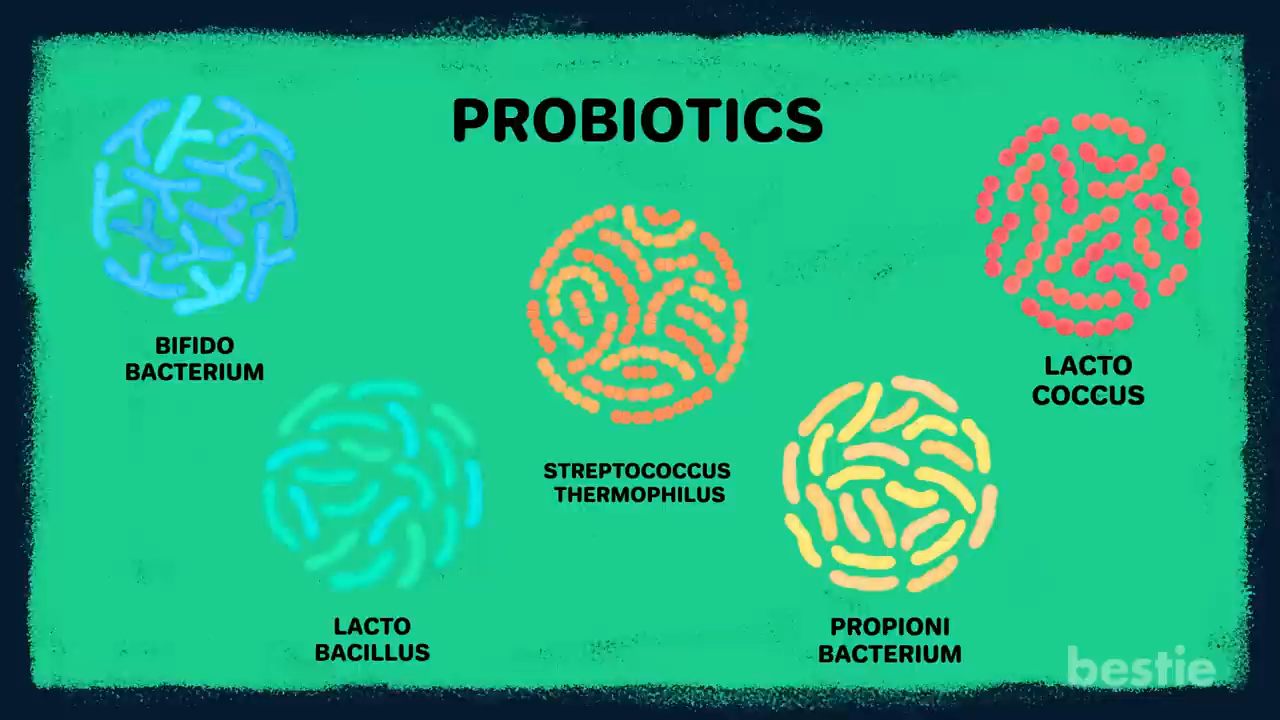 PROBIOTICS
BIFIDO
BACTERIUM
LACTO
COCCUS
STREPTOCOCCUS
THERMOPHILUS
LACTO
BACILLUS
PROPIONI
BACTERIUM
bestie